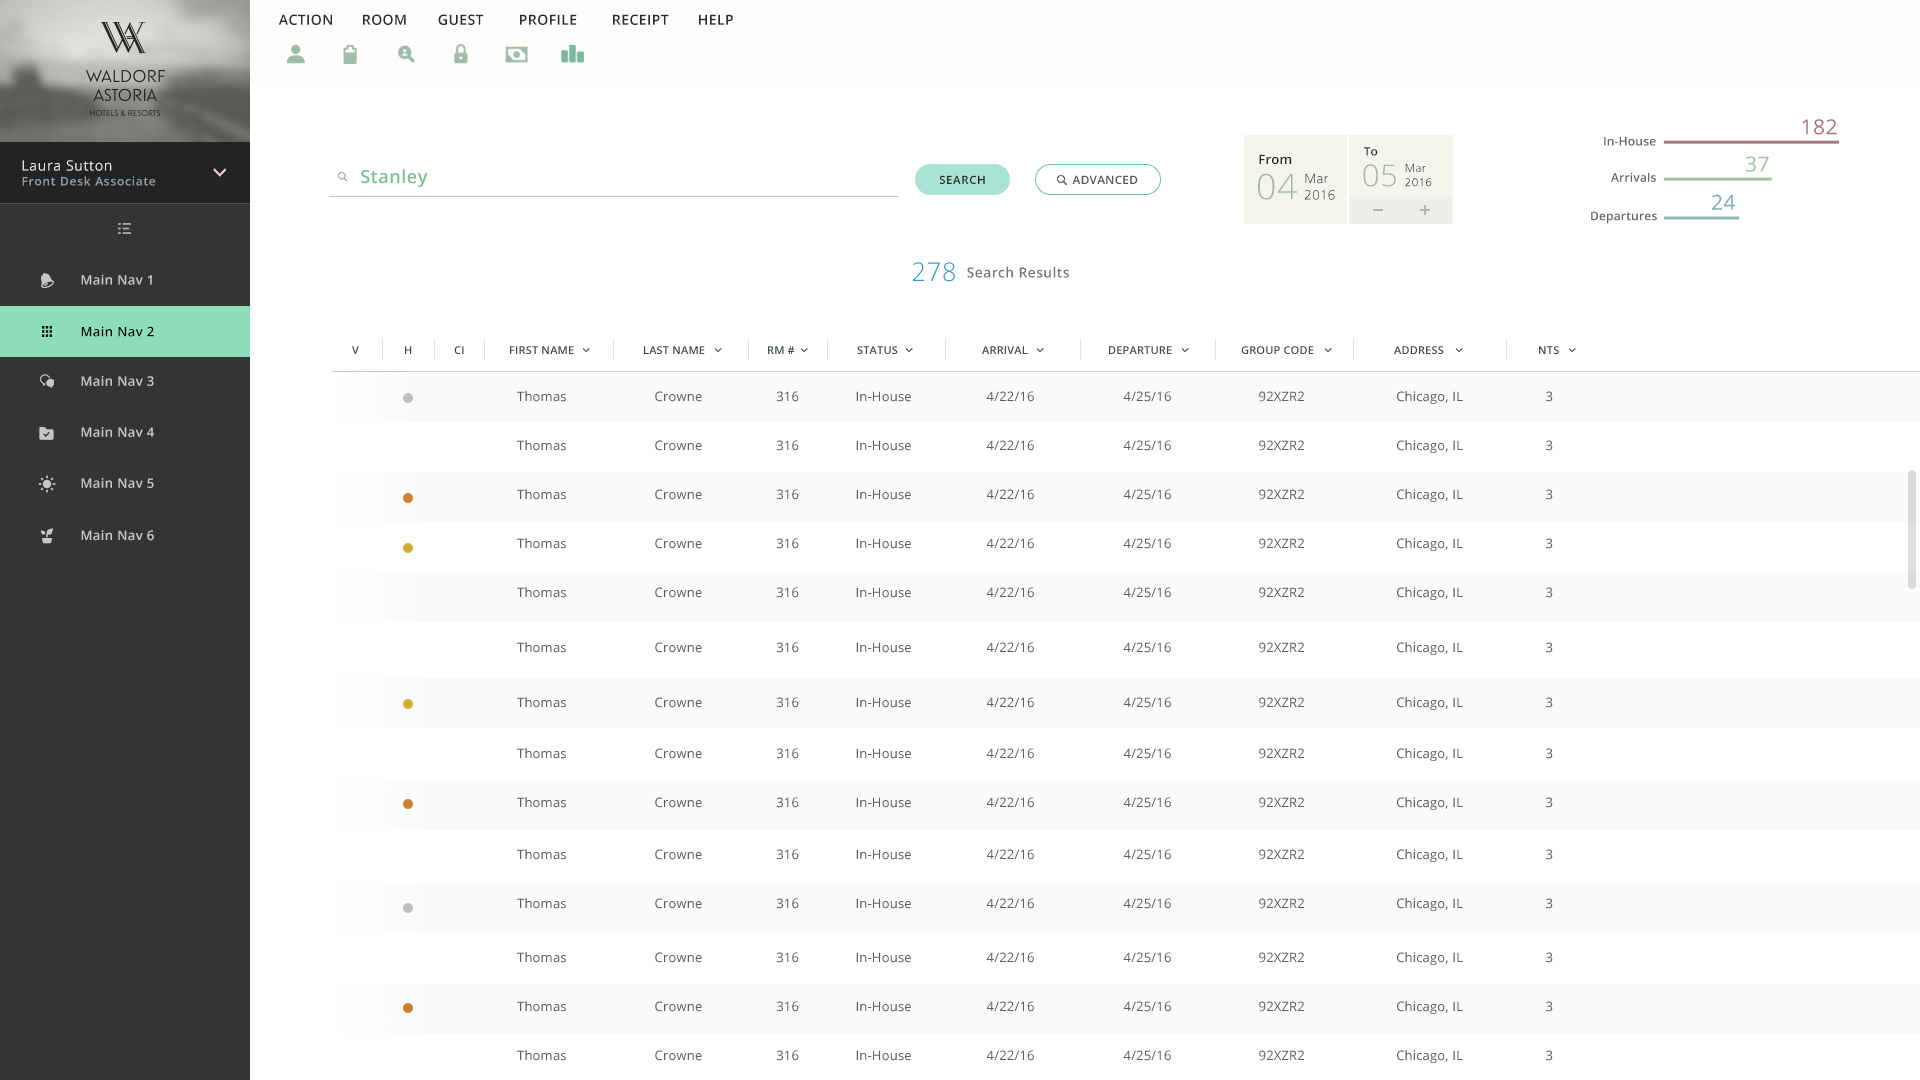 WALDORF
ASTORIA
HOTELS & RESORTS
Laura Sutton
Front Desk Associate
Main Nav 1
Main Nav 2
Main Nav 3
Main Nav 4
Main Nav 5
Main Nav 6
ACTION ROOM GUEST PROFILE RECEIPT HELP
Stanley
SEARCH
ADVANCED
From
04 Mar 2016
To
05 Mar 2016
− +
In-House 182
Arrivals 37
Departures 24
278 Search Results
V H CI FIRST NAME LAST NAME RM # STATUS ARRIVAL DEPARTURE GROUP CODE ADDRESS NTS
Thomas Crowne 316 In-House 4/22/16 4/25/16 92XZR2 Chicago, IL 3
Thomas Crowne 316 In-House 4/22/16 4/25/16 92XZR2 Chicago, IL 3
Thomas Crowne 316 In-House 4/22/16 4/25/16 92XZR2 Chicago, IL 3
Thomas Crowne 316 In-House 4/22/16 4/25/16 92XZR2 Chicago, IL 3
Thomas Crowne 316 In-House 4/22/16 4/25/16 92XZR2 Chicago, IL 3
Thomas Crowne 316 In-House 4/22/16 4/25/16 92XZR2 Chicago, IL 3
Thomas Crowne 316 In-House 4/22/16 4/25/16 92XZR2 Chicago, IL 3
Thomas Crowne 316 In-House 4/22/16 4/25/16 92XZR2 Chicago, IL 3
Thomas Crowne 316 In-House 4/22/16 4/25/16 92XZR2 Chicago, IL 3
Thomas Crowne 316 In-House 4/22/16 4/25/16 92XZR2 Chicago, IL 3
Thomas Crowne 316 In-House 4/22/16 4/25/16 92XZR2 Chicago, IL 3
Thomas Crowne 316 In-House 4/22/16 4/25/16 92XZR2 Chicago, IL 3
Thomas Crowne 316 In-House 4/22/16 4/25/16 92XZR2 Chicago, IL 3
Thomas Crowne 316 In-House 4/22/16 4/25/16 92XZR2 Chicago, IL 3